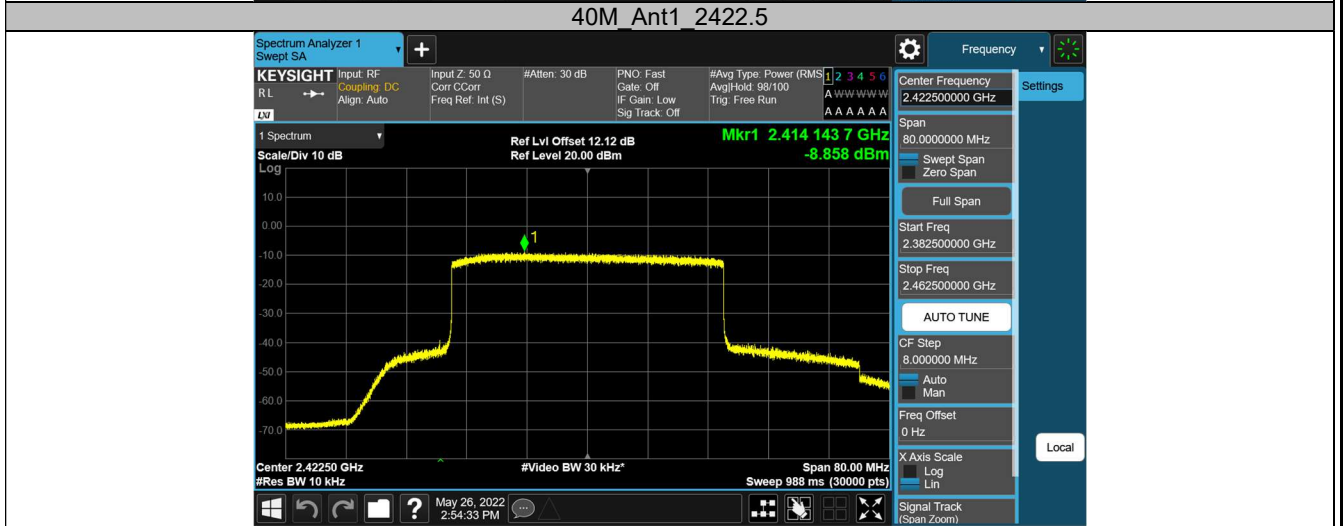 40M_Ant1_2422.5
Spectrum Analyzer 1
Swept SA
+
Frequency
KEYSIGHT
RL
LXI
Input: RF
Coupling: DC
Align: Auto
Input Z: 50 Ω
Corr CCorr
Freq Ref: Int (S)
#Atten: 30 dB
PNO: Fast
Gate: Off
IF Gain: Low
Sig Track: Off
#Avg Type: Power (RMS
Avg|Hold: 98/100
Trig: Free Run
1 2 3 4 5 6
A W W W W W
A A A A A A
Center Frequency
2.422500000 GHz
Settings
1 Spectrum
Ref Lvl Offset 12.12 dB
Mkr1 2.414 143 7 GHz
Scale/Div 10 dB
Ref Level 20.00 dBm
-8.858 dBm
Log
10.0
0.00
-10.0
-20.0
-30.0
-40.0
-50.0
-60.0
-70.0
1
Center 2.42250 GHz
#Video BW 30 kHz*
Span 80.00 MHz
#Res BW 10 kHz
Sweep 988 ms (30000 pts)
Span
80.0000000 MHz
Swept Span
Zero Span
Full Span
Start Freq
2.382500000 GHz
Stop Freq
2.462500000 GHz
AUTO TUNE
CF Step
8.000000 MHz
Auto
Man
Freq Offset
0 Hz
X Axis Scale
Log
Lin
Local
Signal Track
(Span Zoom)
?
May 26, 2022
2:54:33 PM